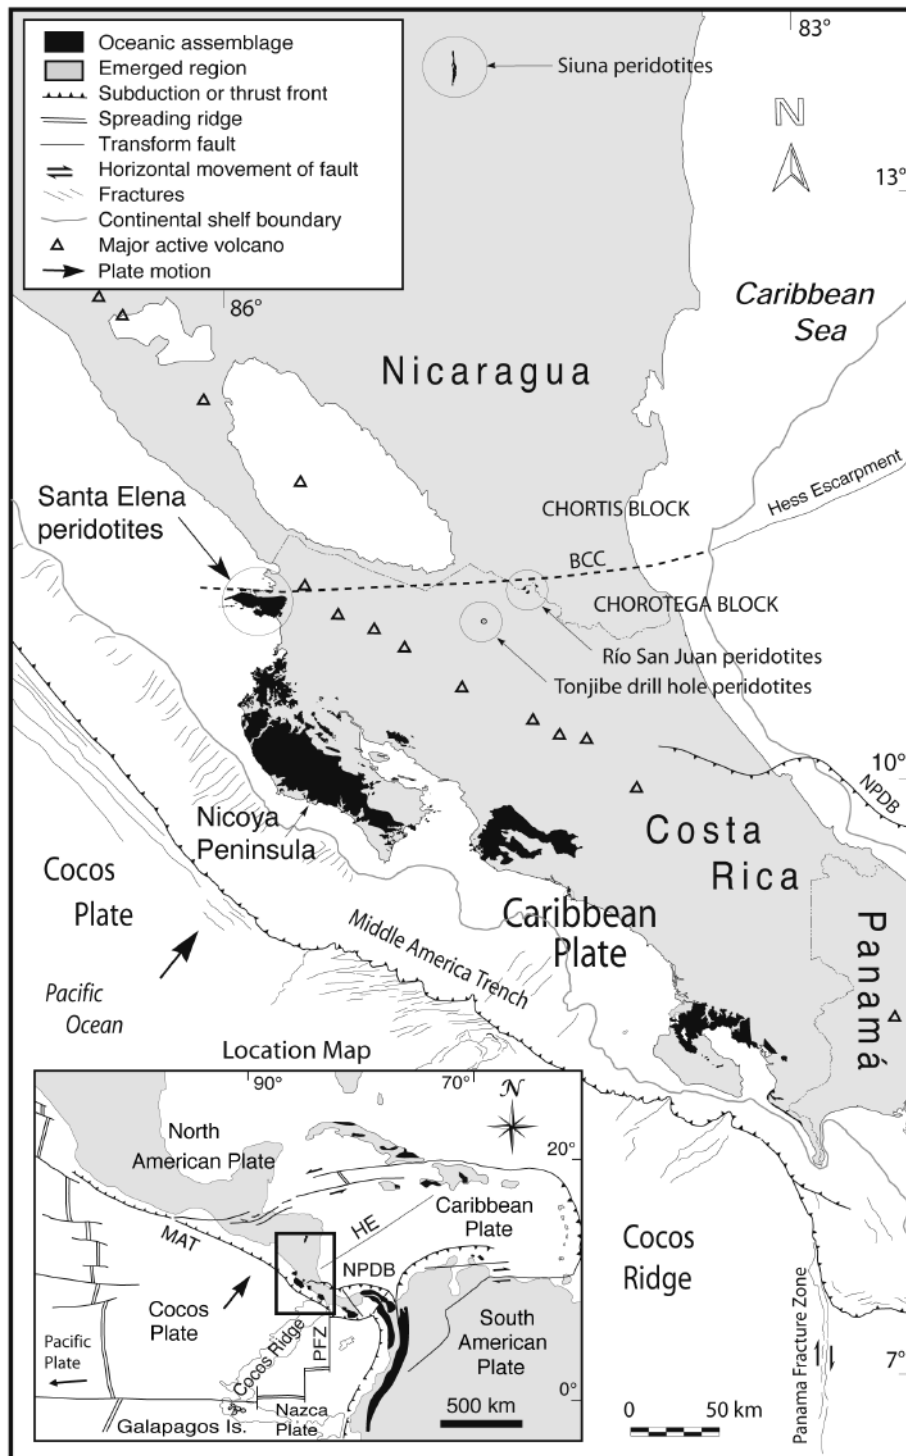 Oceanic assemblage
Emerged region
Subduction or thrust front
Spreading ridge
Transform fault
Horizontal movement of fault
Fractures
Continental shelf boundary
Major active volcano
Plate motion
83°
Siuna peridotites
N
13°
86°
Caribbean
Sea
Nicaragua
Santa Elena
peridotites
CHORTIS BLOCK
Hess Escarpment
BCC
CHOROTEGA BLOCK
Río San Juan peridotites
Tonjibe drill hole peridotites
10°
NPDB
Nicoya
Peninsula
Costa
Rica
Cocos
Plate
Caribbean
Plate
Middle America Trench
Panamá
Pacific
Ocean
Location Map
90°
70°
N
North
American Plate
20°
Caribbean
Plate
HE
MAT
NPDB
Cocos
Plate
South
American
Plate
Pacific
Plate
Cocos Ridge
PFZ
0°
Nazca
Plate
Galapagos Is.
500 km
Cocos
Ridge
Panama Fracture Zone
7°
0 50 km